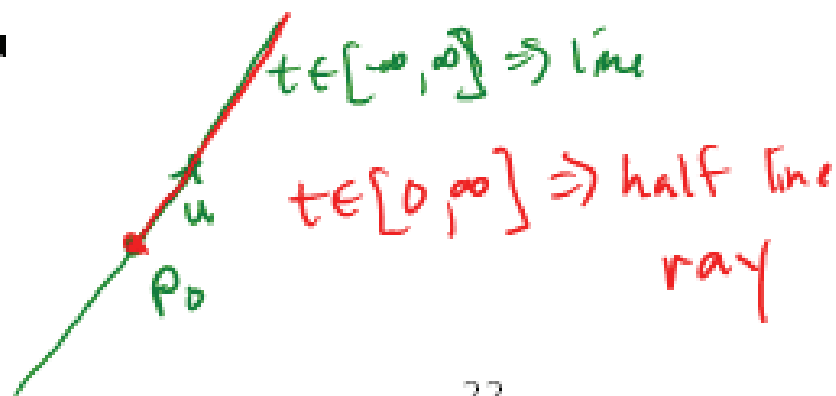 t∈[-∞,∞] ⇒ line
t∈[0,∞] ⇒ half line
ray
u
P₀